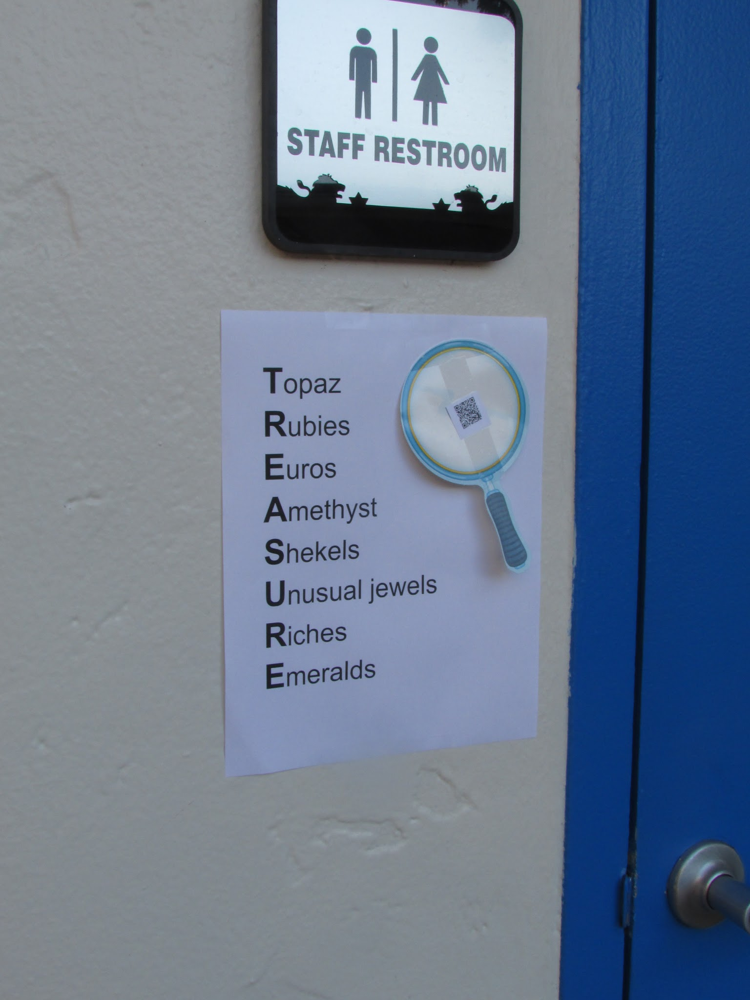 STAFF RESTROOM
Topaz
Rubies
Euros
Amethyst
Shekels
Unusual jewels
Riches
Emeralds